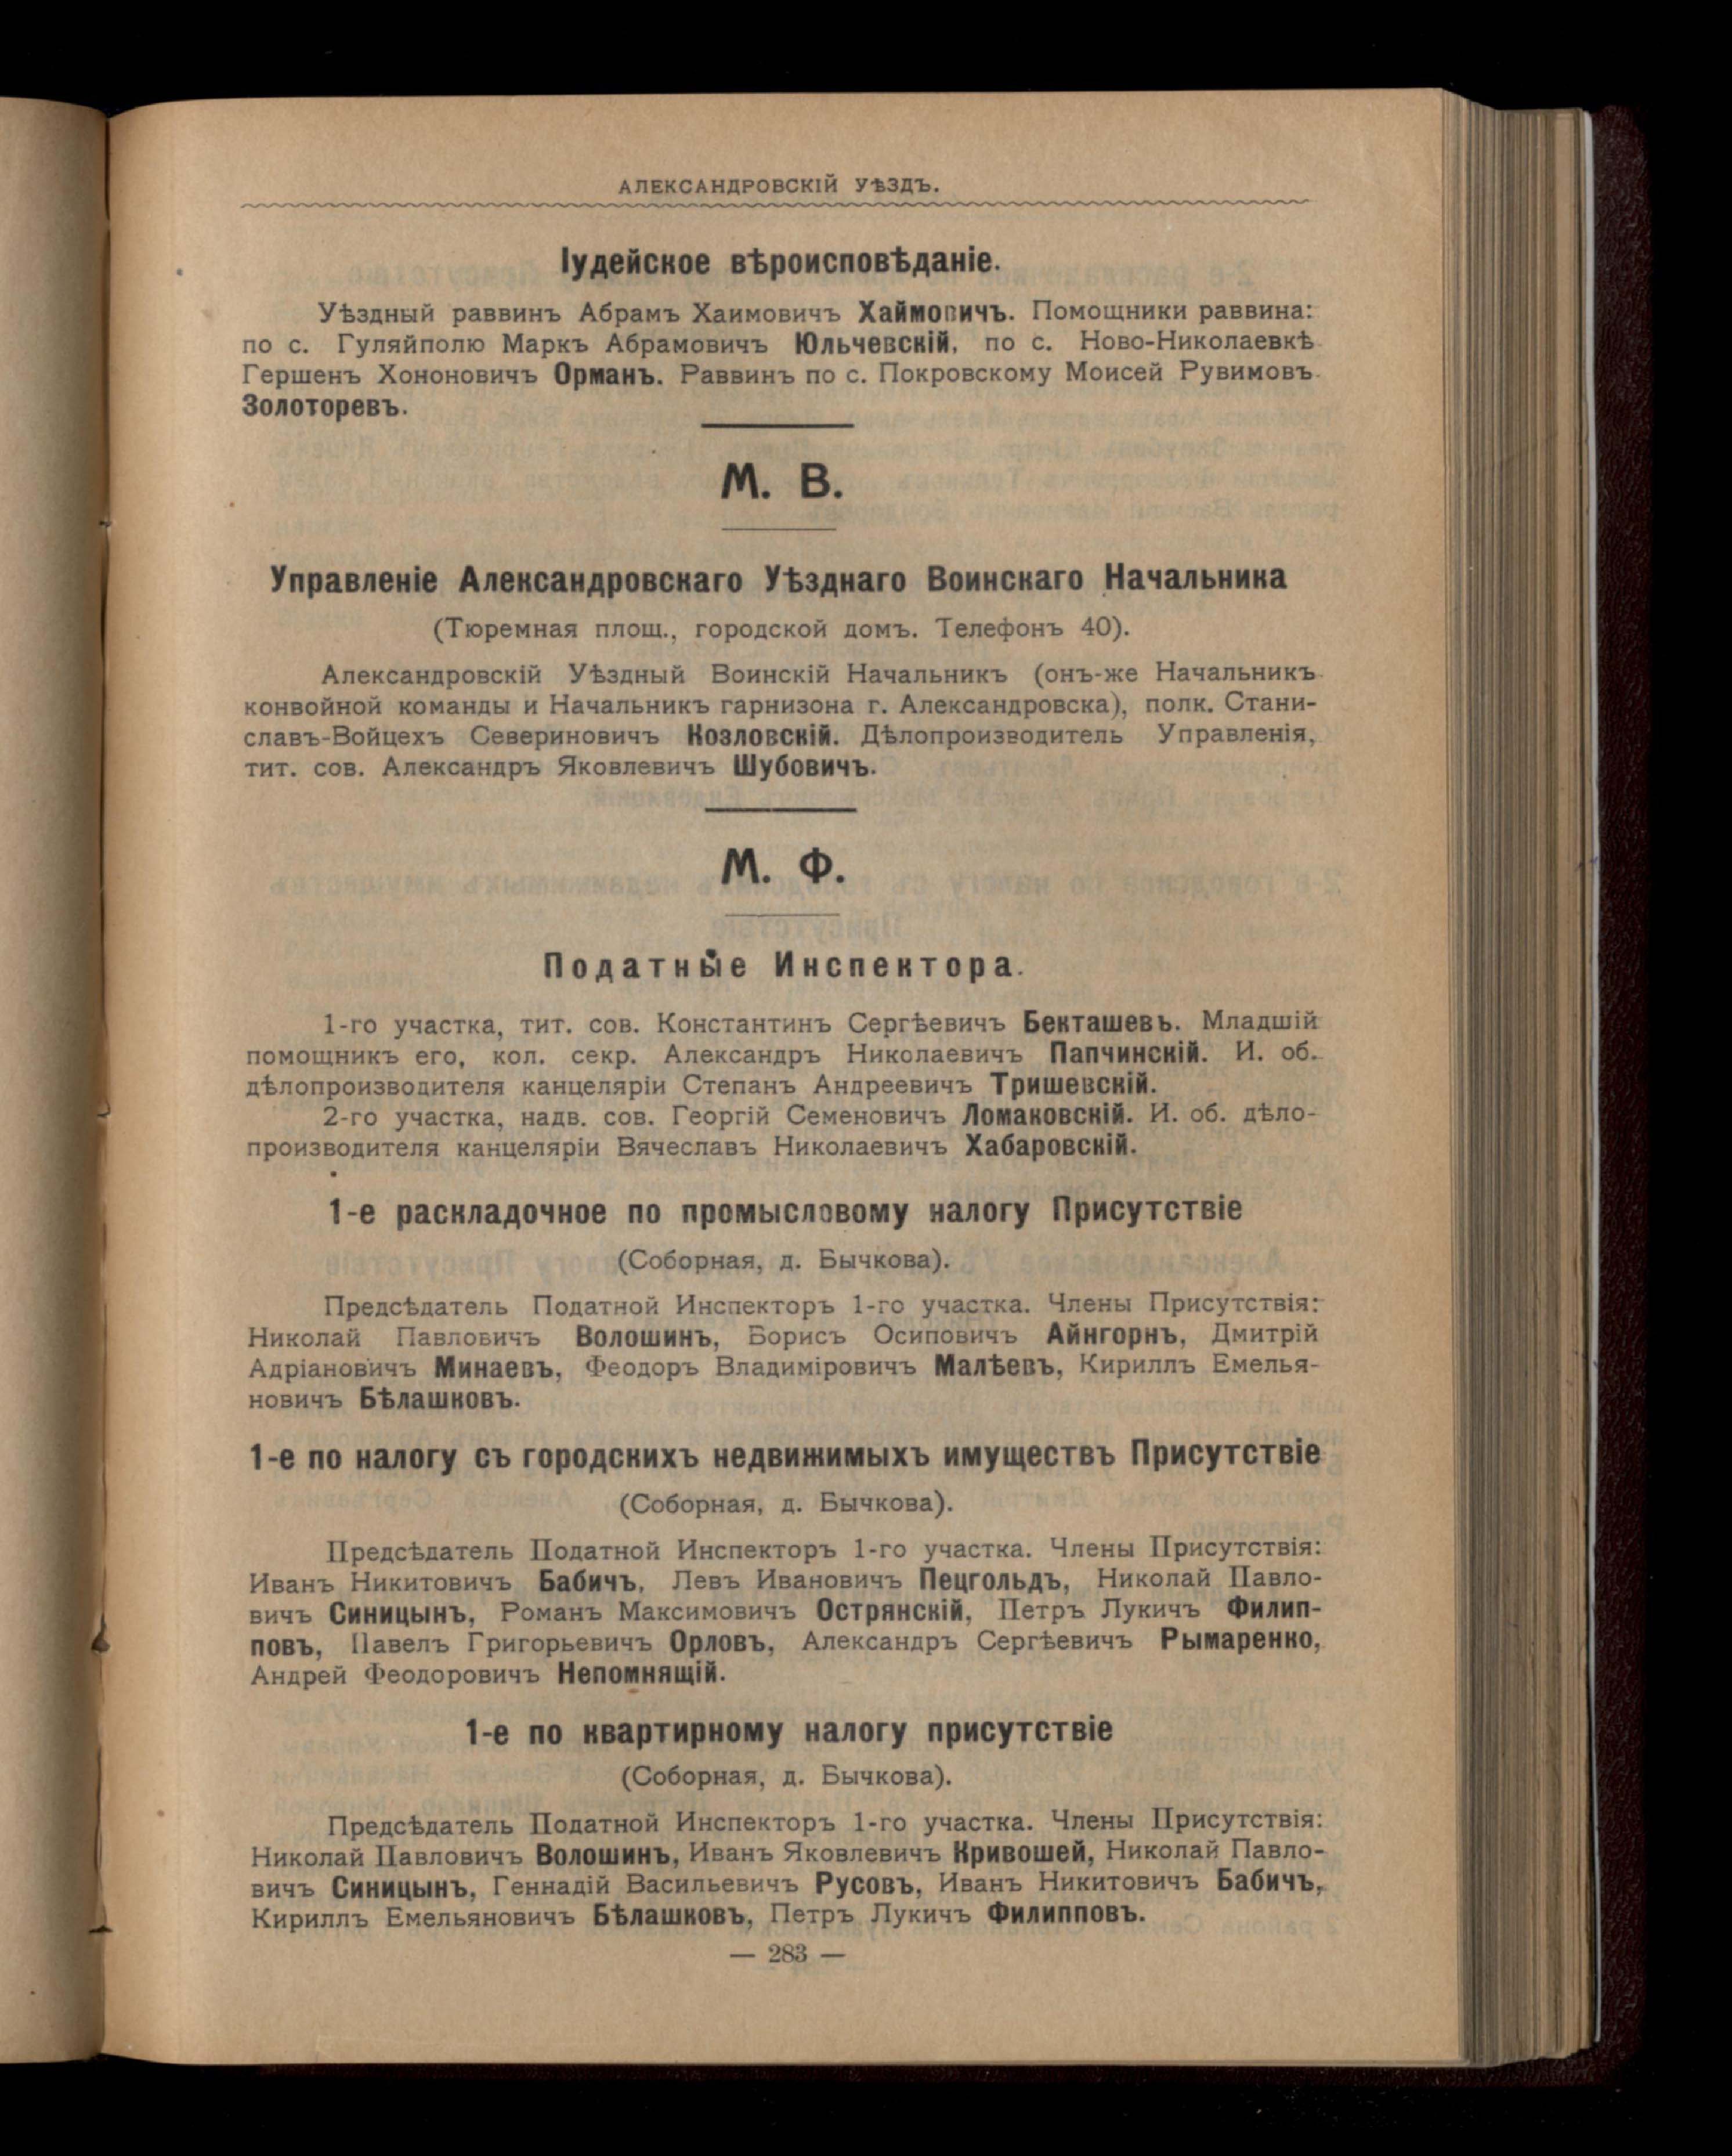 АЛЕКСАНДРОВСКІЙ УѢЗДЪ.
Іудейское вѣроисповѣданіе.
Уѣздный раввинъ Абрамъ Хаимовичъ Хаймовичъ. Помощники раввина:
по с. Гуляйполю Маркъ Абрамовичъ Юльчевскій, по с. Ново-Николаевкѣ
Гершенъ Хононовичъ Орманъ. Раввинъ по с. Покровскому Моисей Рувимовъ
Золоторевъ.
М. В.
Управленіе Александровскаго Уѣзднаго Воинскаго Начальника
(Тюремная площ., городской домъ. Телефонъ 40).
Александровскій Уѣздный Воинскій Начальникъ (онъ-же Начальникъ
конвойной команды и Начальникъ гарнизона г. Александровска), полк. Стани-
славъ-Войцехъ Севериновичъ Козловскій. Дѣлопроизводитель Управленія,
тит. сов. Александръ Яковлевичъ Шубовичъ.
М. Ф.
Податные Инспектора.
1-го участка, тит. сов. Константинъ Сергѣевичъ Бекташевъ. Младшій
помощникъ его, кол. секр. Александръ Николаевичъ Папчинскій. И. об.
дѣлопроизводителя канцеляріи Степанъ Андреевичъ Тришевскій.
2-го участка, надв. сов. Георгій Семеновичъ Ломаковскій. И. об. дѣло-
производителя канцеляріи Вячеславъ Николаевичъ Хабаровскій.
1-е раскладочное по промысловому налогу Присутствіе
(Соборная, д. Бычкова).
Предсѣдатель Податной Инспекторъ 1-го участка. Члены Присутствія:
Николай Павловичъ Волошинъ, Борисъ Осиповичъ Айнгорнъ, Дмитрій
Адріановичъ Минаевъ, Феодоръ Владимировичъ Малѣевъ, Кириллъ Емелья-
новичъ Бѣлашковъ.
1-е по налогу съ городскихъ недвижимыхъ имуществъ Присутствіе
(Соборная, д. Бычкова).
Предсѣдатель Податной Инспекторъ 1-го участка. Члены Присутствія:
Иванъ Никитовичъ Бабичъ, Левъ Ивановичъ Пецгольдъ, Николай Павло-
вичъ Синицынъ, Романъ Максимовичъ Острянскій, Петръ Лукичъ Филип-
повъ, Павелъ Григорьевичъ Орловъ, Александръ Сергѣевичъ Рымаренко,
Андрей Феодоровичъ Непомнящій.
1-е по квартирному налогу присутствіе
(Соборная, д. Бычкова).
Предсѣдатель Податной Инспекторъ 1-го участка. Члены Присутствія:
Николай Павловичъ Волошинъ, Иванъ Яковлевичъ Кривошей, Николай Павло-
вичъ Синицынъ, Геннадій Васильевичъ Русовъ, Иванъ Никитовичъ Бабичъ,
Кириллъ Емельяновичъ Бѣлашковъ, Петръ Лукичъ Филипповъ.
— 283 —